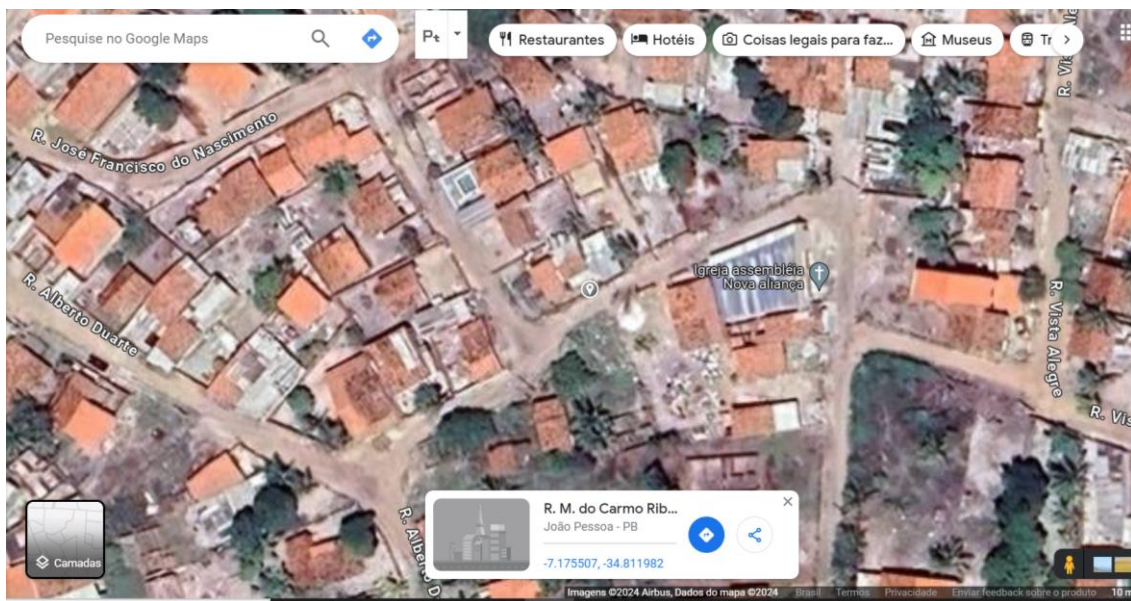 Pesquise no Google Maps
Pt
Restaurantes
Hotéis
Coisas legais para faz...
Museus
Tr
R. José Francisco do Nascimento
R. Alberto Duarte
Igreja assembléia
Nova aliança
R. Vista Alegre
R. Vis
R. Alberto D
R. M. do Carmo Rib...
João Pessoa - PB
-7.175507, -34.811982
Camadas
Imagens ©2024 Airbus, Dados do mapa ©2024 Brasil Termos Privacidade Enviar feedback sobre o produto 10 m